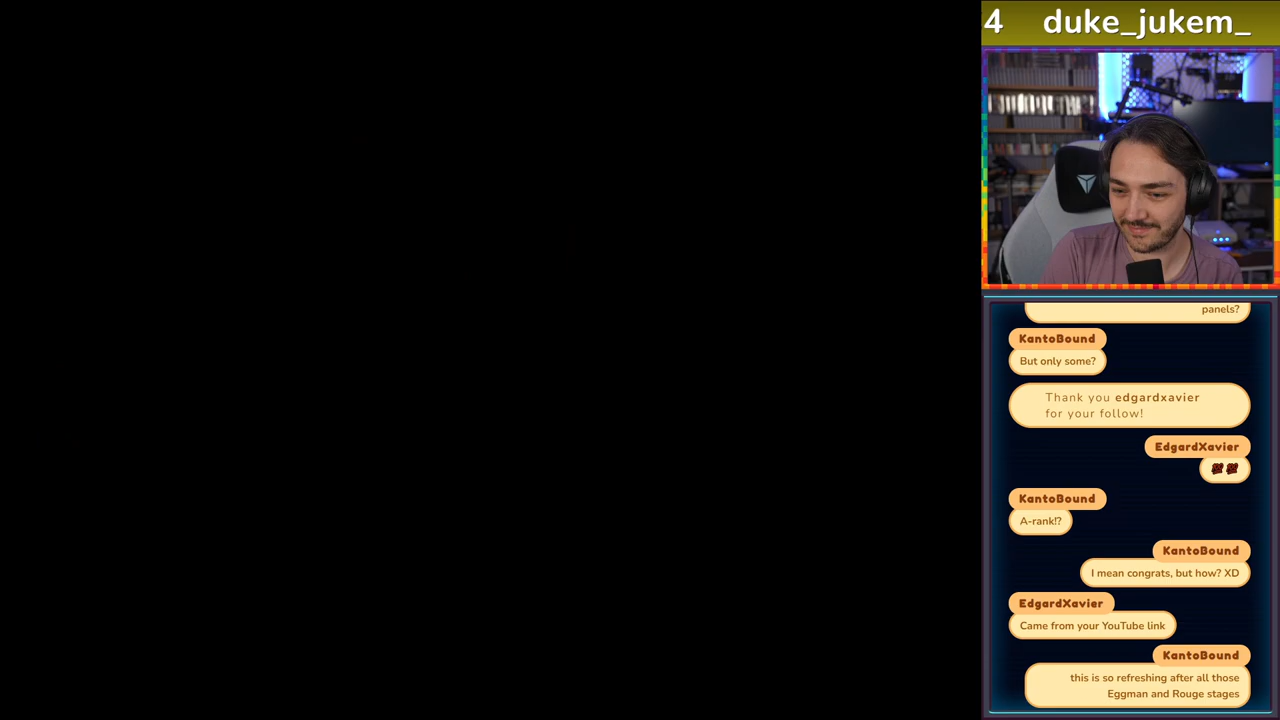 4 duke_jukem_
panels?
KantoBound
But only some?
Thank you edgardxavier
for your follow!
EdgardXavier
KantoBound
A-rank!?
KantoBound
I mean congrats, but how? XD
EdgardXavier
Came from your YouTube link
KantoBound
this is so refreshing after all those
Eggman and Rouge stages